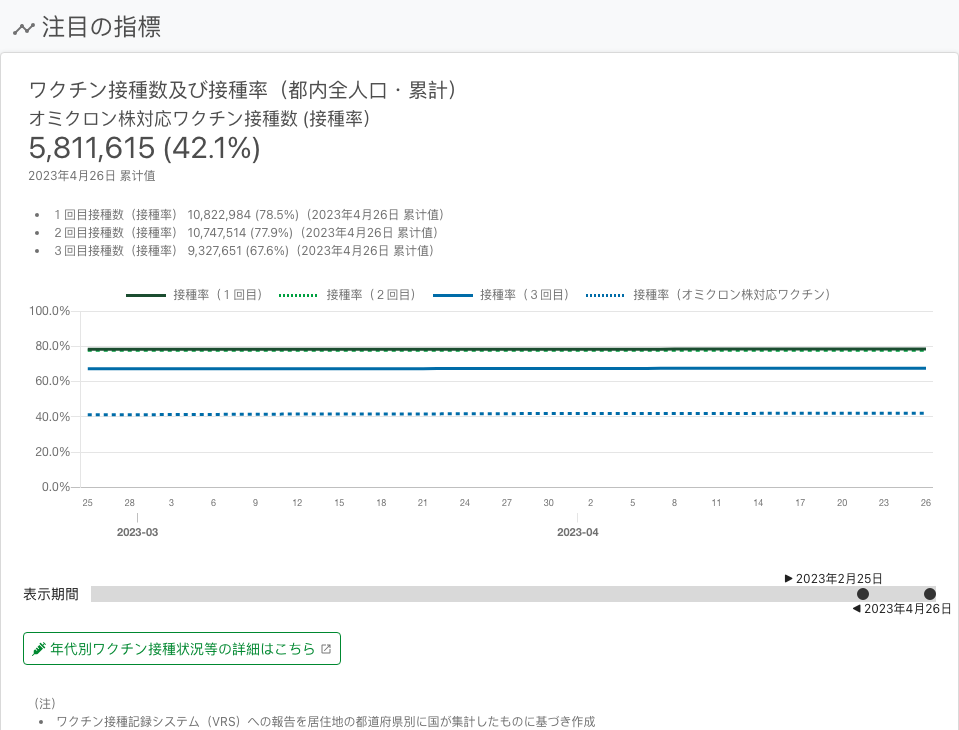 注目の指標
ワクチン接種数及び接種率（都内全人口・累計）
オミクロン株対応ワクチン接種数 (接種率)
5,811,615 (42.1%)
2023年4月26日 累計値
• １回目接種数（接種率） 10,822,984 (78.5%)（2023年4月26日 累計値）
• ２回目接種数（接種率） 10,747,514 (77.9%)（2023年4月26日 累計値）
• ３回目接種数（接種率） 9,327,651 (67.6%)（2023年4月26日 累計値）
接種率（１回目） 接種率（２回目） 接種率（３回目） 接種率（オミクロン株対応ワクチン）
100.0%
80.0%
60.0%
40.0%
20.0%
0.0%
25 28 3 6 9 12 15 18 21 24 27 30 2 5 8 11 14 17 20 23 26
2023-03 2023-04
▶ 2023年2月25日
表示期間
◀ 2023年4月26日
年代別ワクチン接種状況等の詳細はこちら
（注）
• ワクチン接種記録システム（VRS）への報告を居住地の都道府県別に国が集計したものに基づき作成